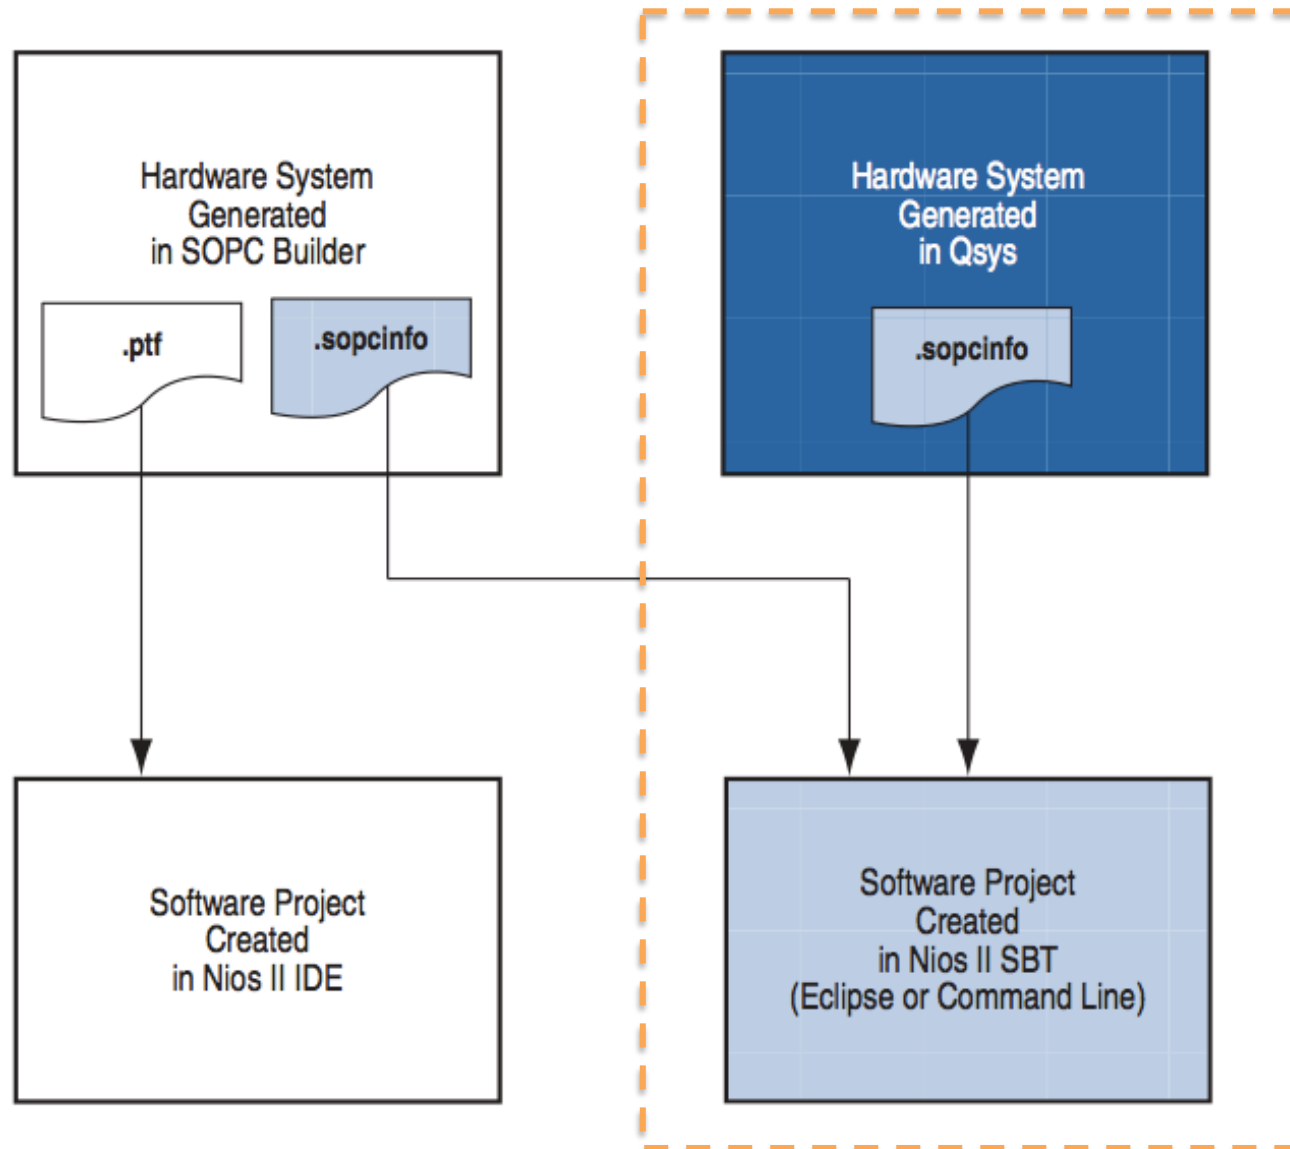 Hardware System
Generated
in SOPC Builder
.ptf
.sopcinfo
Hardware System
Generated
in Qsys
.sopcinfo
Software Project
Created
in Nios II IDE
Software Project
Created
in Nios II SBT
(Eclipse or Command Line)